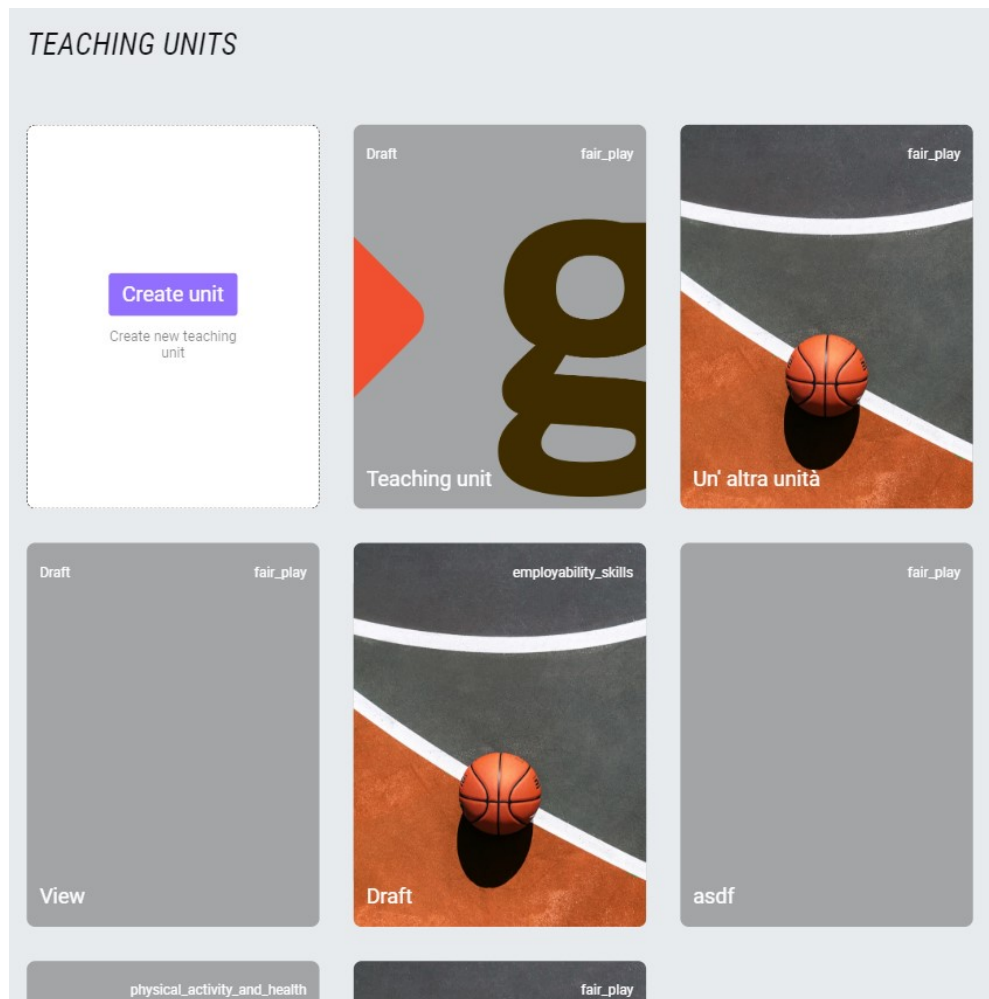 TEACHING UNITS
Draft fair_play
fair_play
Create unit
Create new teaching
unit
g
Teaching unit
Un' altra unità
Draft fair_play
employability_skills
fair_play
View
Draft
asdf
physical_activity_and_health
fair_play